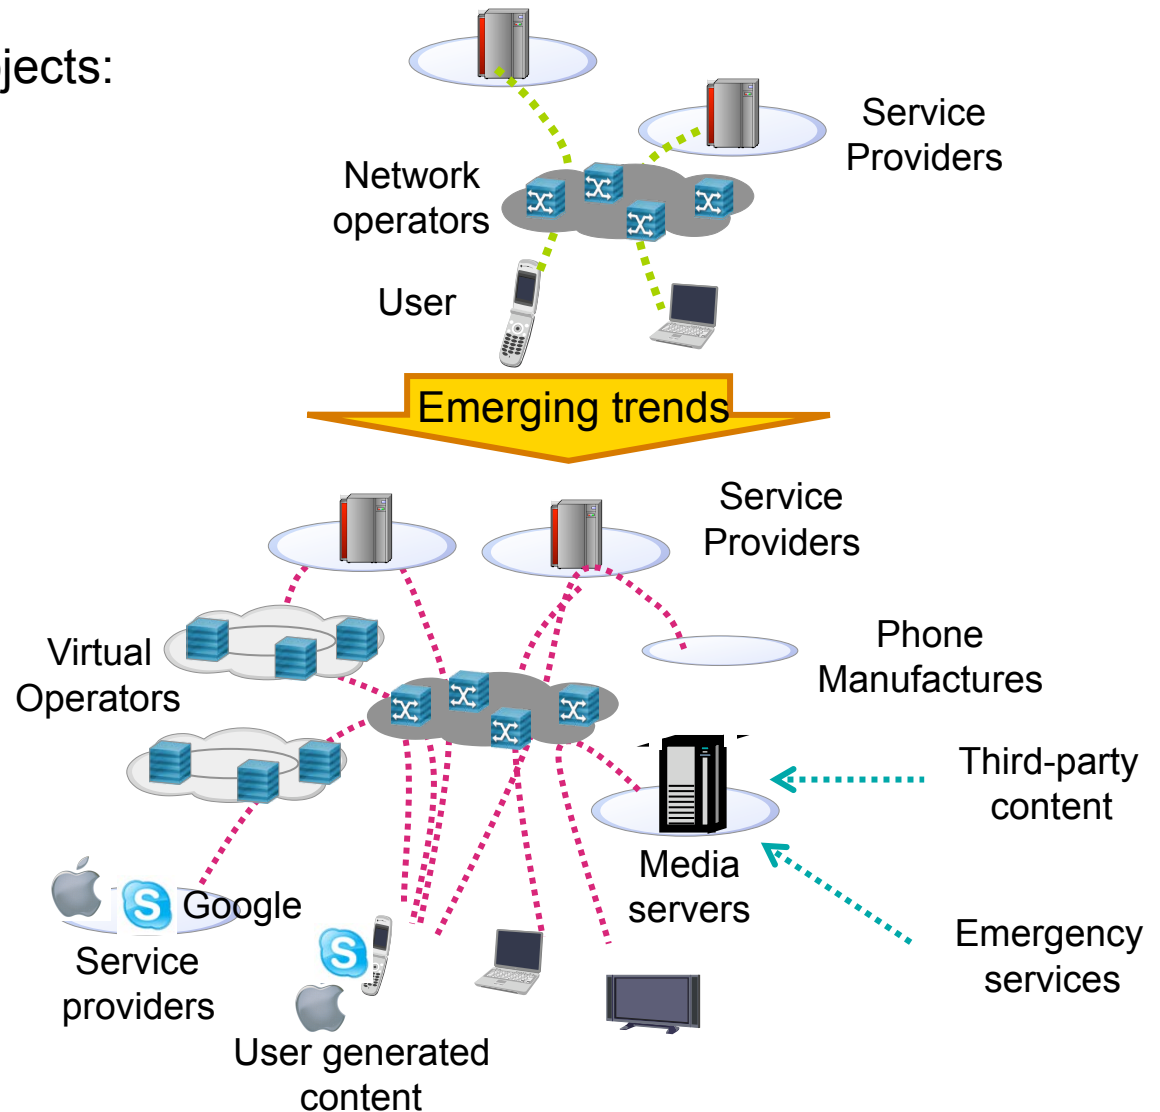 jects:
Service
Providers
Network
operators
User
Emerging trends
Service
Providers
Virtual
Operators
Phone
Manufactures
Third-party
content
Media
servers
S Google
Service
providers
S
Emergency
services
User generated
content